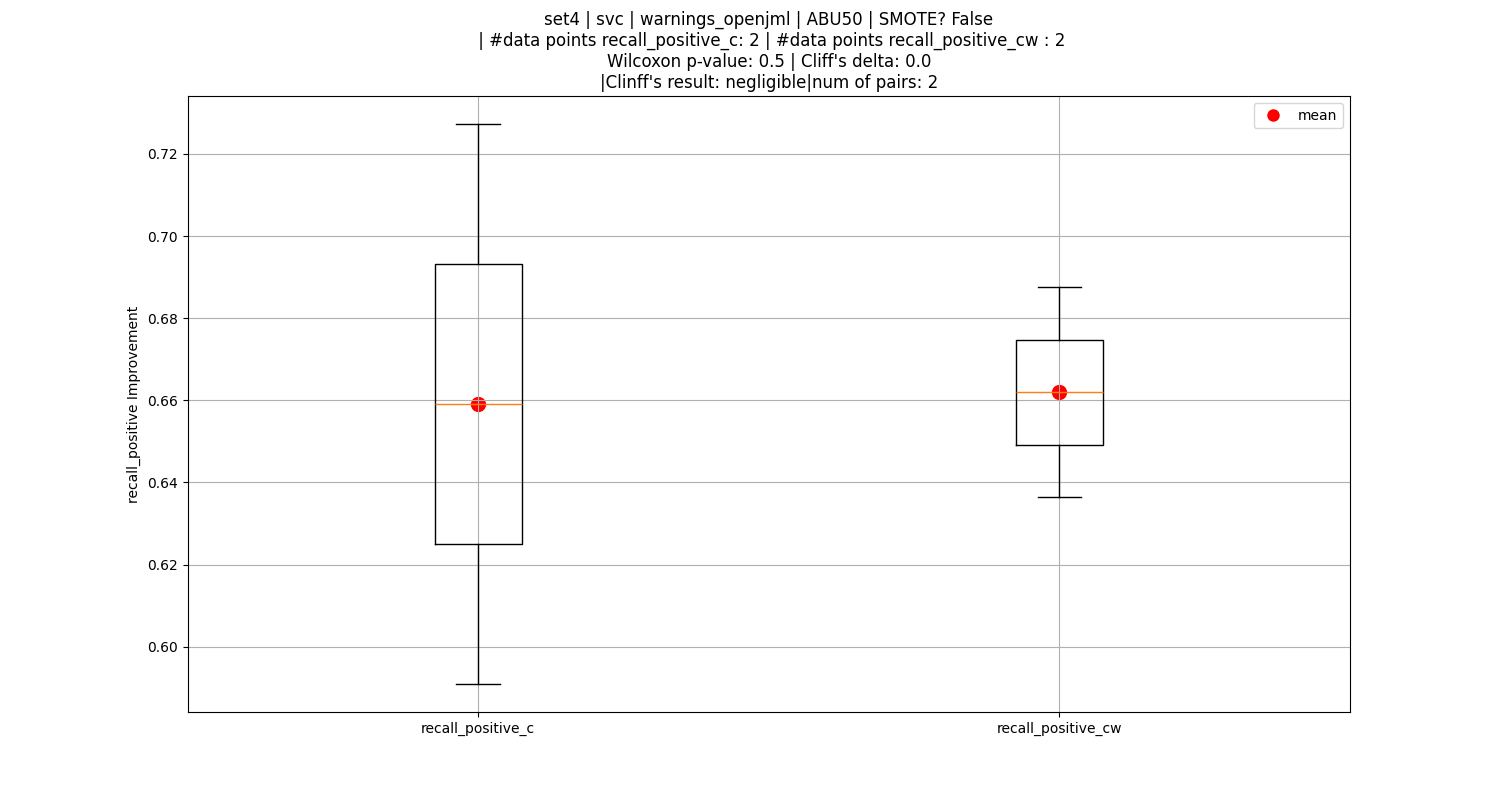 set4 | svc | warnings_openjml | ABU50 | SMOTE? False
| #data points recall_positive_c: 2 | #data points recall_positive_cw : 2
Wilcoxon p-value: 0.5 | Cliff's delta: 0.0
|Clinff's result: negligible|num of pairs: 2
mean
0.72
0.70
0.68
0.66
0.64
0.62
0.60
recall_positive Improvement
recall_positive_c
recall_positive_cw